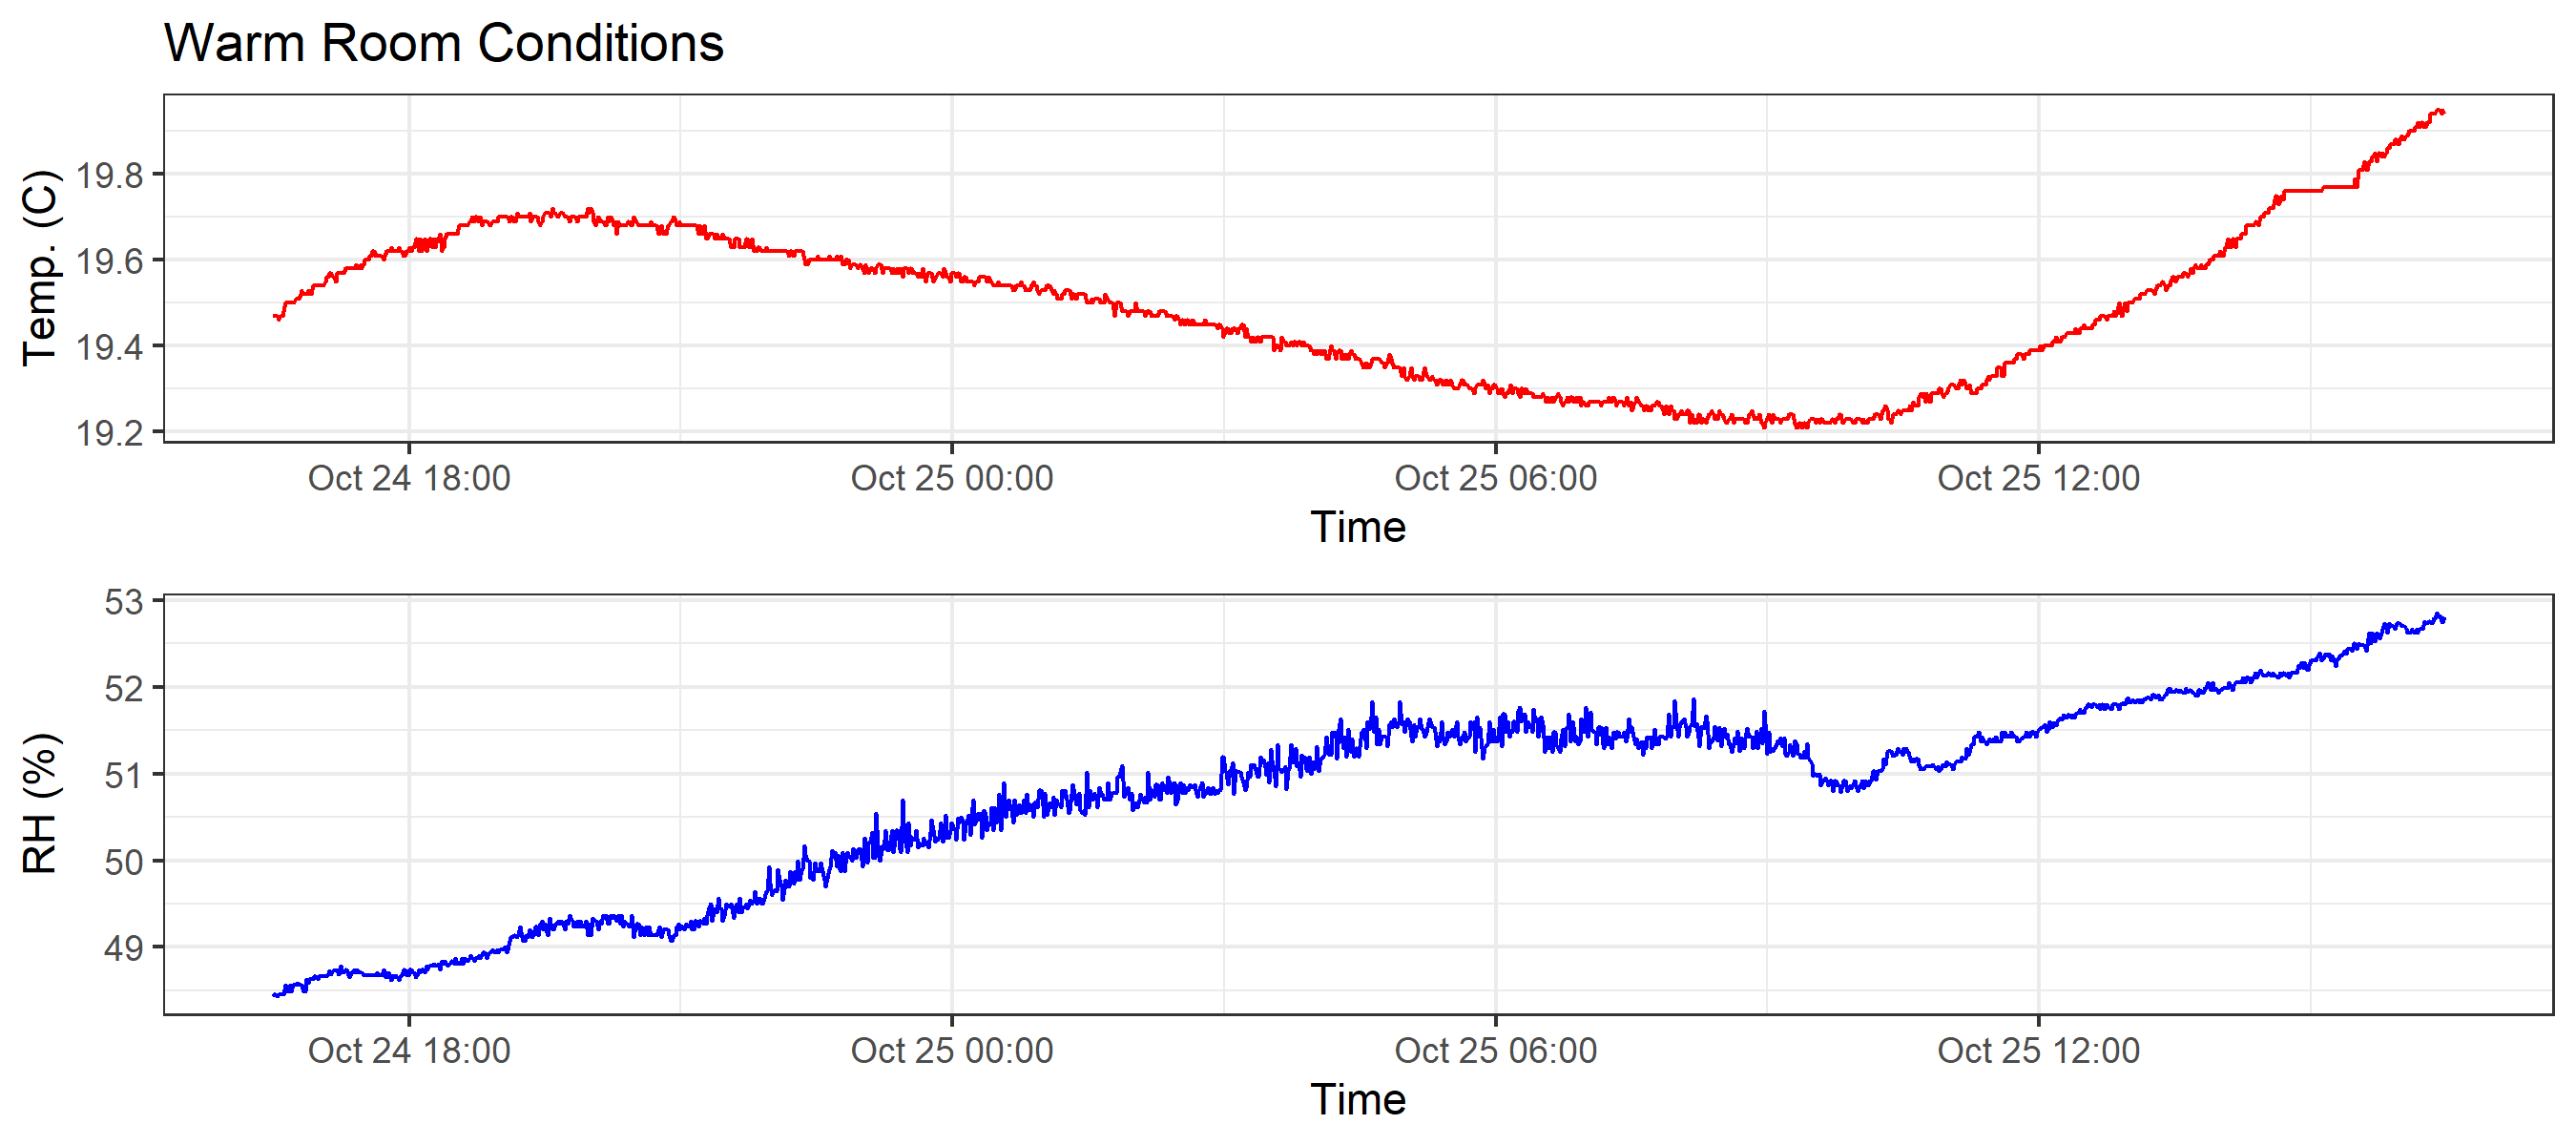 Warm Room Conditions
Temp. (C)
19.8
19.6
19.4
19.2
Oct 24 18:00 Oct 25 00:00 Oct 25 06:00 Oct 25 12:00
Time
RH (%)
53
52
51
50
49
Oct 24 18:00 Oct 25 00:00 Oct 25 06:00 Oct 25 12:00
Time